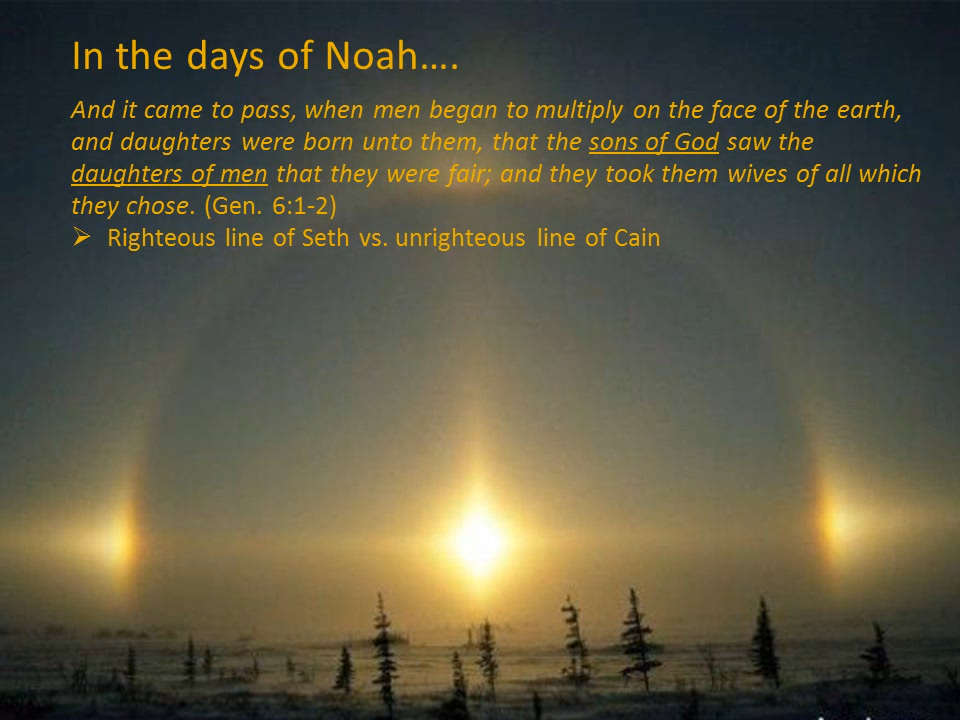 In the days of Noah….
And it came to pass, when men began to multiply on the face of the earth,
and daughters were born unto them, that the sons of God saw the
daughters of men that they were fair; and they took them wives of all which
they chose. (Gen. 6:1-2)
➢ Righteous line of Seth vs. unrighteous line of Cain